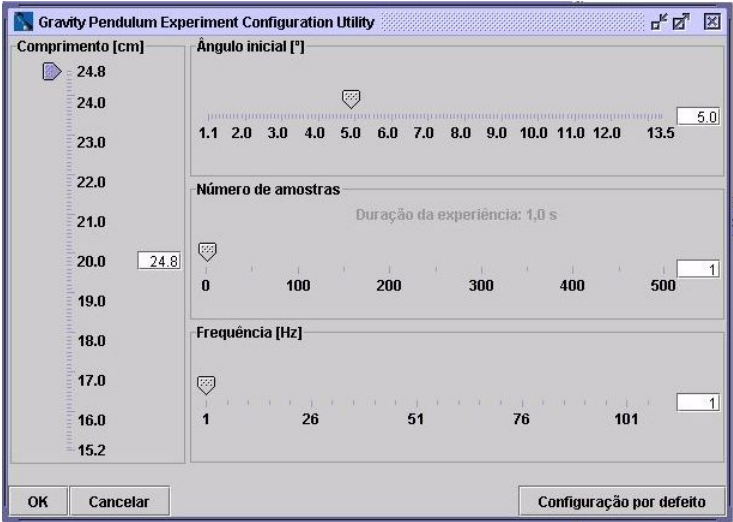 Gravity Pendulum Experiment Configuration Utility
Comprimento [cm]
24.8
24.0
23.0
22.0
21.0
20.0
19.0
18.0
17.0
16.0
15.2
24.8
Ângulo inicial [º]
1.1 2.0 3.0 4.0 5.0 6.0 7.0 8.0 9.0 10.0 11.0 12.0 13.5
5.0
Número de amostras
Duração da experiência: 1,0 s
0 100 200 300 400 500
1
Frequência [Hz]
1 26 51 76 101
1
OK Cancelar Configuração por defeito